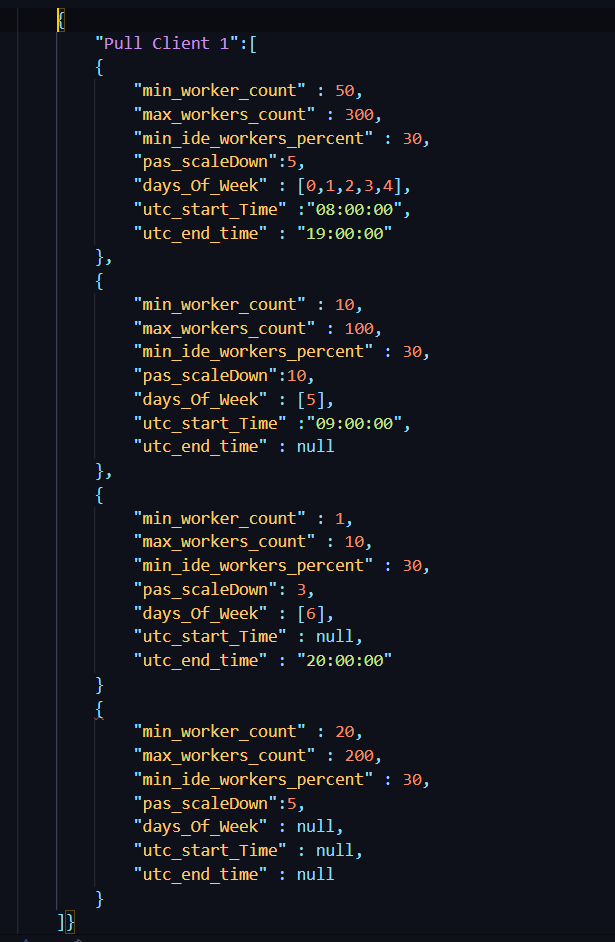 {
"Pull Client 1":[
{
"min_worker_count" : 50,
"max_workers_count" : 300,
"min_ide_workers_percent" : 30,
"pas_scaleDown":5,
"days_Of_Week" : [0,1,2,3,4],
"utc_start_Time" :"08:00:00",
"utc_end_time" : "19:00:00"
},
{
"min_worker_count" : 10,
"max_workers_count" : 100,
"min_ide_workers_percent" : 30,
"pas_scaleDown":10,
"days_Of_Week" : [5],
"utc_start_Time" :"09:00:00",
"utc_end_time" : null
},
{
"min_worker_count" : 1,
"max_workers_count" : 10,
"min_ide_workers_percent" : 30,
"pas_scaleDown": 3,
"days_Of_Week" : [6],
"utc_start_Time" : null,
"utc_end_time" : "20:00:00"
}
{
"min_worker_count" : 20,
"max_workers_count" : 200,
"min_ide_workers_percent" : 30,
"pas_scaleDown":5,
"days_Of_Week" : null,
"utc_start_Time" : null,
"utc_end_time" : null
}
]}